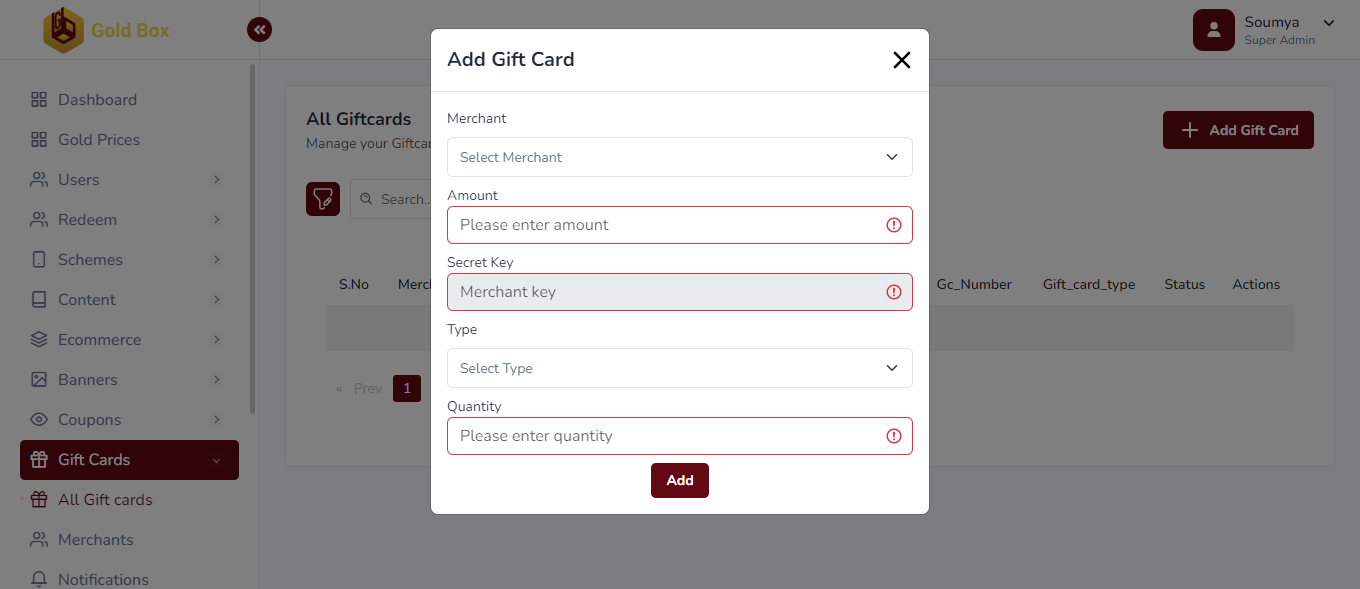 Gold Box
Soumya
Super Admin
Dashboard
Gold Prices
Users
Redeem
Schemes
Content
Ecommerce
Banners
Coupons
Gift Cards
All Gift cards
Merchants
Notifications
All Giftcards
Manage your Giftcar
Add Gift Card
Search..
S.No Merch Gc_Number Gift_card_type Status Actions
« Prev 1
Add Gift Card
Merchant
Select Merchant
Amount
Please enter amount
Secret Key
Merchant key
Type
Select Type
Quantity
Please enter quantity
Add